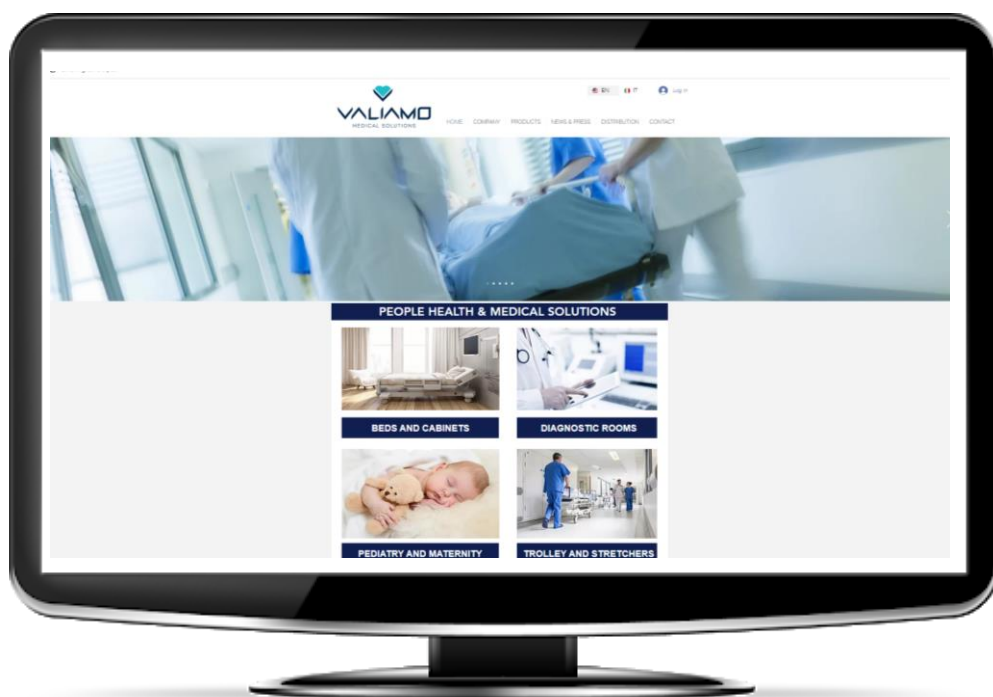 EN IT Log In
VALIAMO
MEDICAL SOLUTIONS
HOME COMPANY PRODUCTS NEWS & PRESS DISTRIBUTION CONTACT
PEOPLE HEALTH & MEDICAL SOLUTIONS
BEDS AND CABINETS DIAGNOSTIC ROOMS
PEDIATRY AND MATERNITY TROLLEY AND STRETCHERS